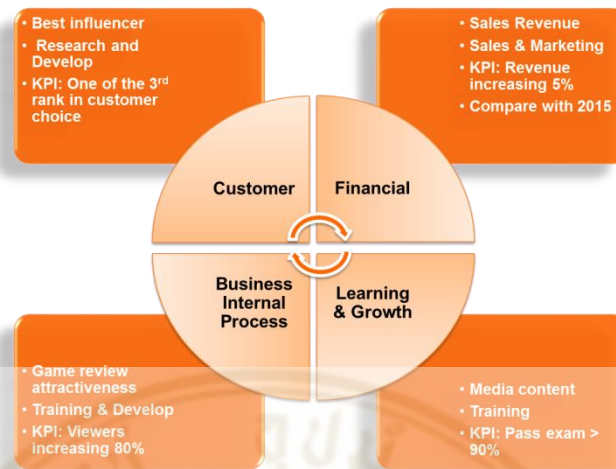 • Best influencer
• Research and
Develop
• KPI: One of the 3rd
rank in customer
choice
• Sales Revenue
• Sales & Marketing
• KPI: Revenue
increasing 5%
• Compare with 2015
Customer
Financial
Business
Internal
Process
Learning
& Growth
• Game review
attractiveness
• Training & Develop
• KPI: Viewers
increasing 80%
• Media content
• Training
• KPI: Pass exam >
90%